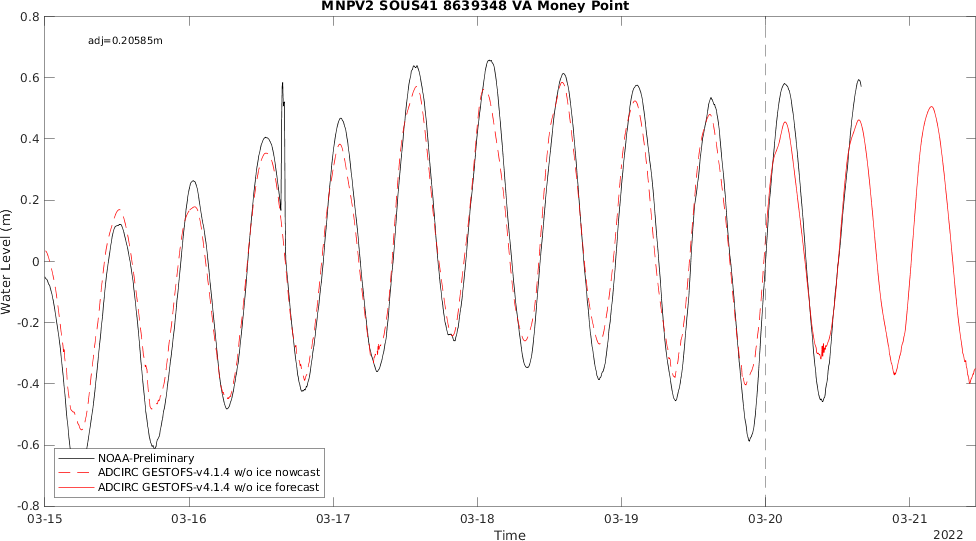 MNPV2 SOUS41 8639348 VA Money Point
adj=0.20585m
0.8
0.6
0.4
0.2
0
-0.2
-0.4
-0.6
-0.8
Water Level (m)
NOAA-Preliminary
ADCIRC GESTOFS-v4.1.4 w/o ice nowcast
ADCIRC GESTOFS-v4.1.4 w/o ice forecast
03-15 03-16 03-17 03-18 03-19 03-20 03-21
Time
2022